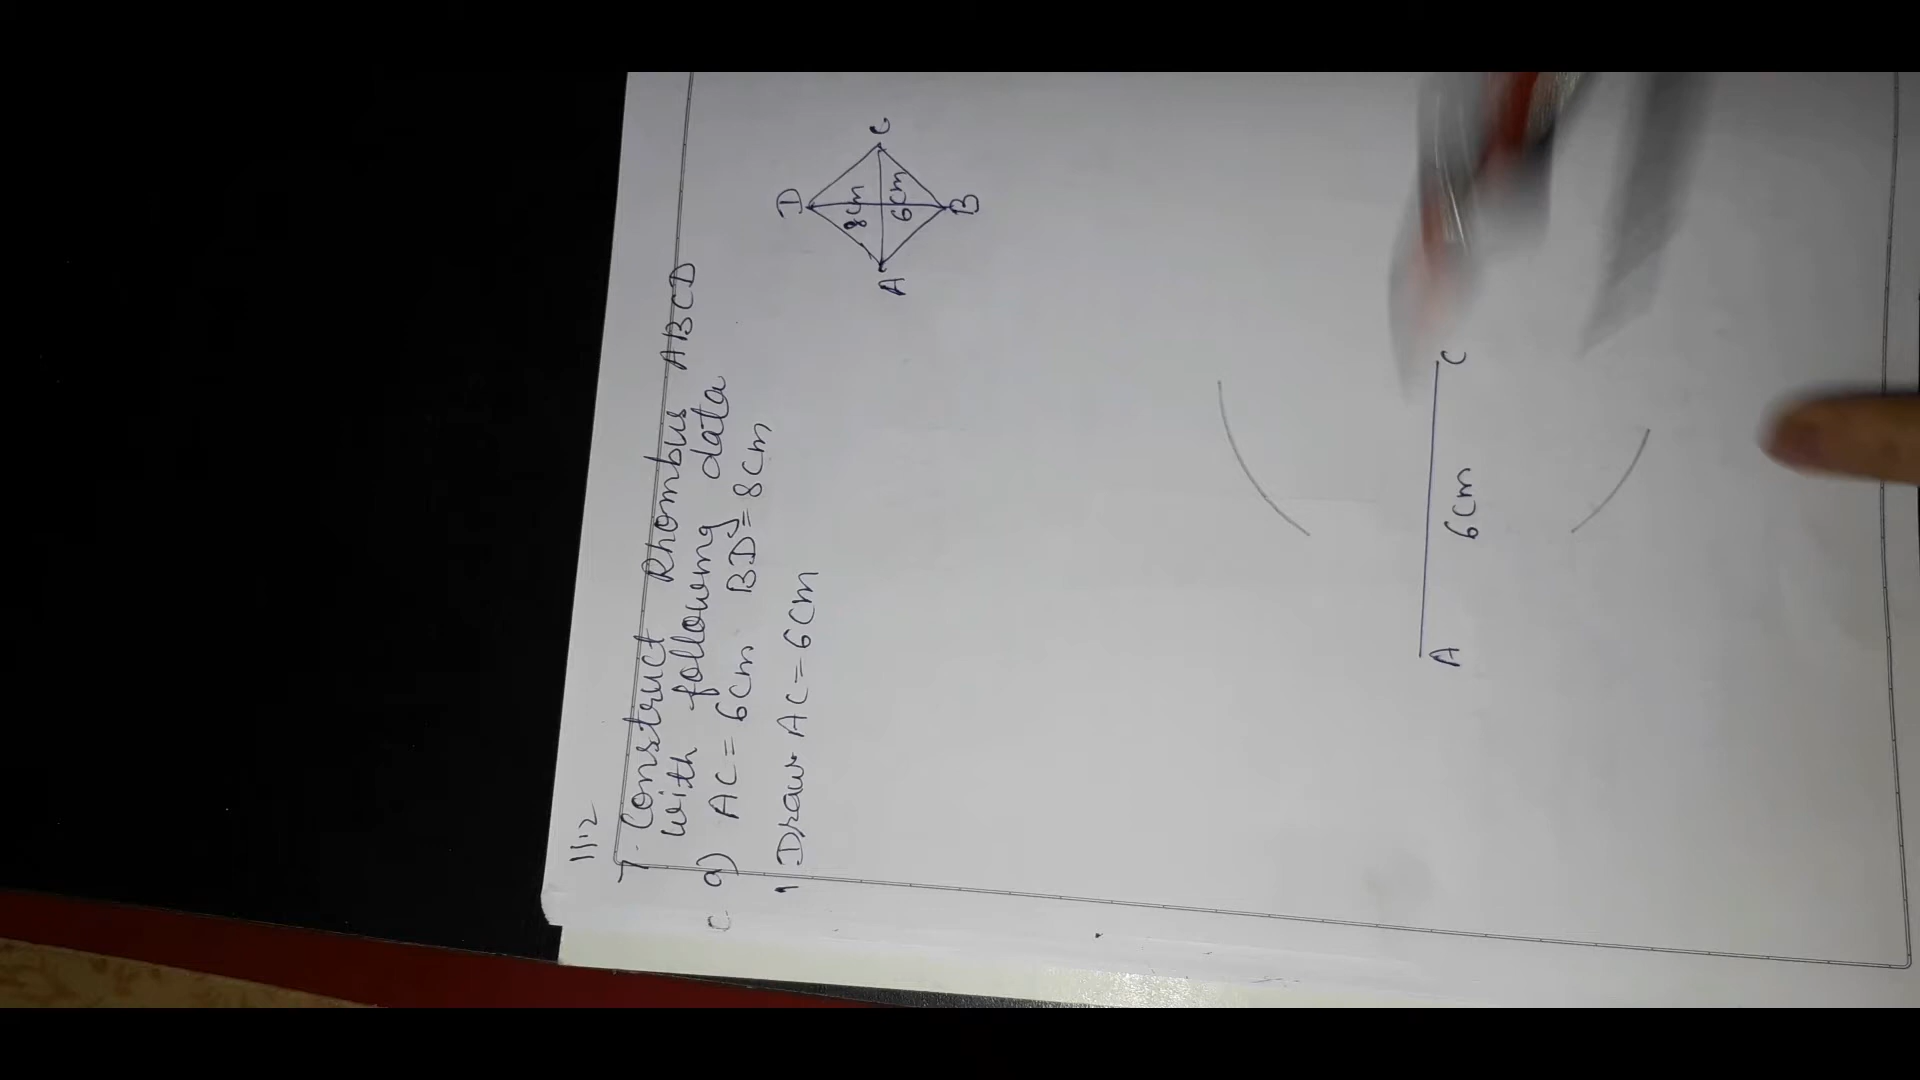 11.2
7. Construct Rhombus ABCD
with following data
c. a) AC = 6cm BD = 8cm
1 Draw AC = 6cm
D
C
8cm
6cm
A
B
A
6cm
C